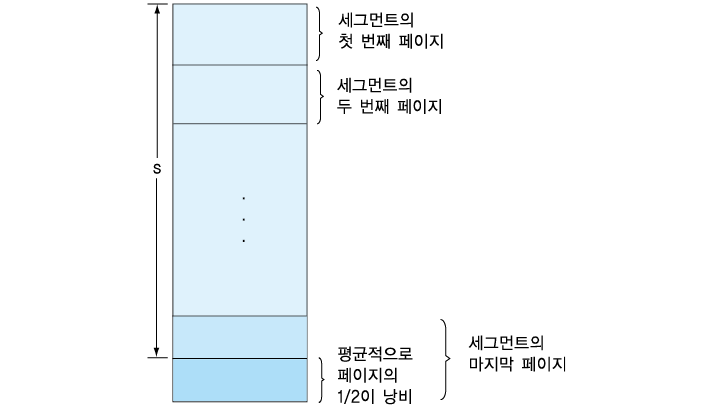 세그먼트의
첫 번째 페이지
세그먼트의
두 번째 페이지
S
평균적으로
페이지의
1/2이 낭비
세그먼트의
마지막 페이지